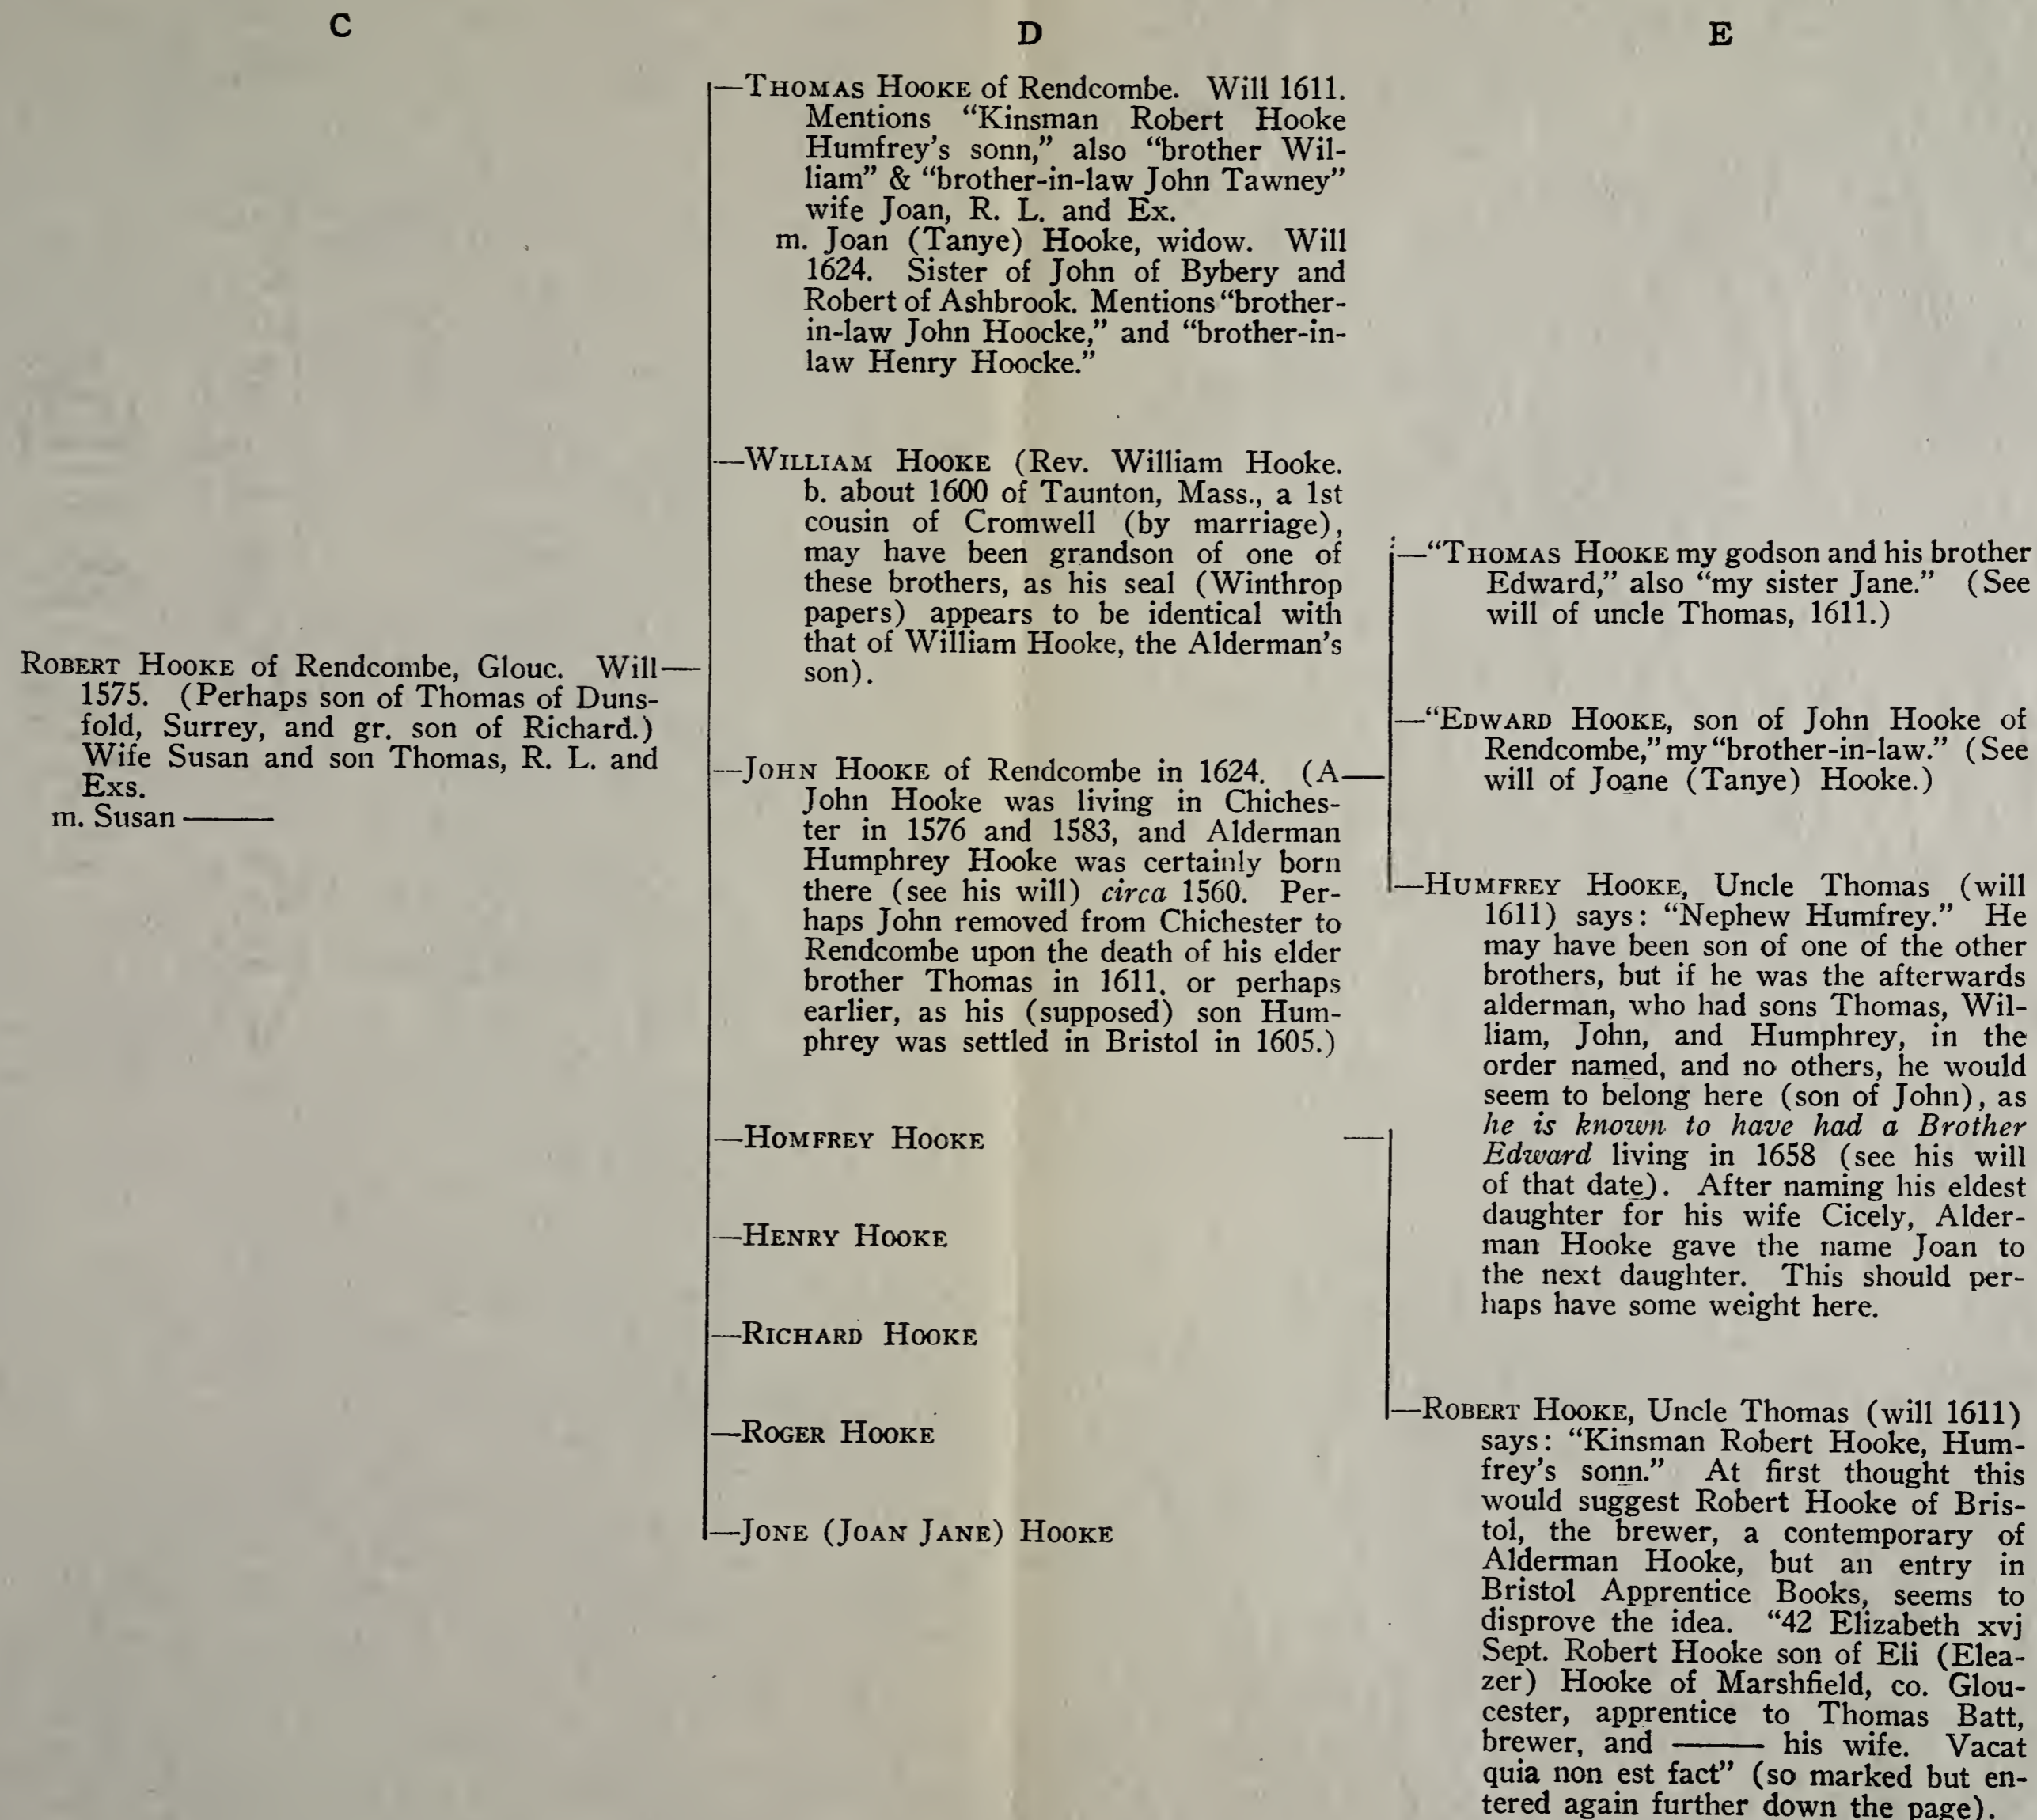 C
D
E
ROBERT HOOKE of Rendcombe, Glouc. Will—
1575. (Perhaps son of Thomas of Duns-
fold, Surrey, and gr. son of Richard.)
Wife Susan and son Thomas, R. L. and
Exs.
m. Susan ———
—THOMAS HOOKE of Rendcombe. Will 1611.
Mentions “Kinsman Robert Hooke
Humfrey’s sonn,” also “brother Wil-
liam” & “brother-in-law John Tawney”
wife Joan, R. L. and Ex.
m. Joan (Tanye) Hooke, widow. Will
1624. Sister of John of Bybery and
Robert of Ashbrook. Mentions “brother-
in-law John Hoocke,” and “brother-in-
law Henry Hoocke.”
—WILLIAM HOOKE (Rev. William Hooke.
b. about 1600 of Taunton, Mass., a 1st
cousin of Cromwell (by marriage),
may have been grandson of one of
these brothers, as his seal (Winthrop
papers) appears to be identical with
that of William Hooke, the Alderman’s
son).
—JOHN HOOKE of Rendcombe in 1624. (A—
John Hooke was living in Chiches-
ter in 1576 and 1583, and Alderman
Humphrey Hooke was certainly born
there (see his will) circa 1560. Per-
haps John removed from Chichester to
Rendcombe upon the death of his elder
brother Thomas in 1611, or perhaps
earlier, as his (supposed) son Hum-
phrey was settled in Bristol in 1605.)
—HOMFREY HOOKE —
—HENRY HOOKE
—RICHARD HOOKE
—ROGER HOOKE
—JONE (JOAN JANE) HOOKE
—“THOMAS HOOKE my godson and his brother
Edward,” also “my sister Jane.” (See
will of uncle Thomas, 1611.)
—“EDWARD HOOKE, son of John Hooke of
Rendcombe,” my “brother-in-law.” (See
will of Joane (Tanye) Hooke.)
—HUMFREY HOOKE, Uncle Thomas (will
1611) says: “Nephew Humfrey.” He
may have been son of one of the other
brothers, but if he was the afterwards
alderman, who had sons Thomas, Wil-
liam, John, and Humphrey, in the
order named, and no others, he would
seem to belong here (son of John), as
he is known to have had a Brother
Edward living in 1658 (see his will
of that date). After naming his eldest
daughter for his wife Cicely, Alder-
man Hooke gave the name Joan to
the next daughter. This should per-
haps have some weight here.
—ROBERT HOOKE, Uncle Thomas (will 1611)
says: “Kinsman Robert Hooke, Hum-
frey’s sonn.” At first thought this
would suggest Robert Hooke of Bris-
tol, the brewer, a contemporary of
Alderman Hooke, but an entry in
Bristol Apprentice Books, seems to
disprove the idea. “42 Elizabeth xvj
Sept. Robert Hooke son of Eli (Elea-
zer) Hooke of Marshfield, co. Glou-
cester, apprentice to Thomas Batt,
brewer, and ——— his wife. Vacat
quia non est fact” (so marked but en-
tered again further down the page).